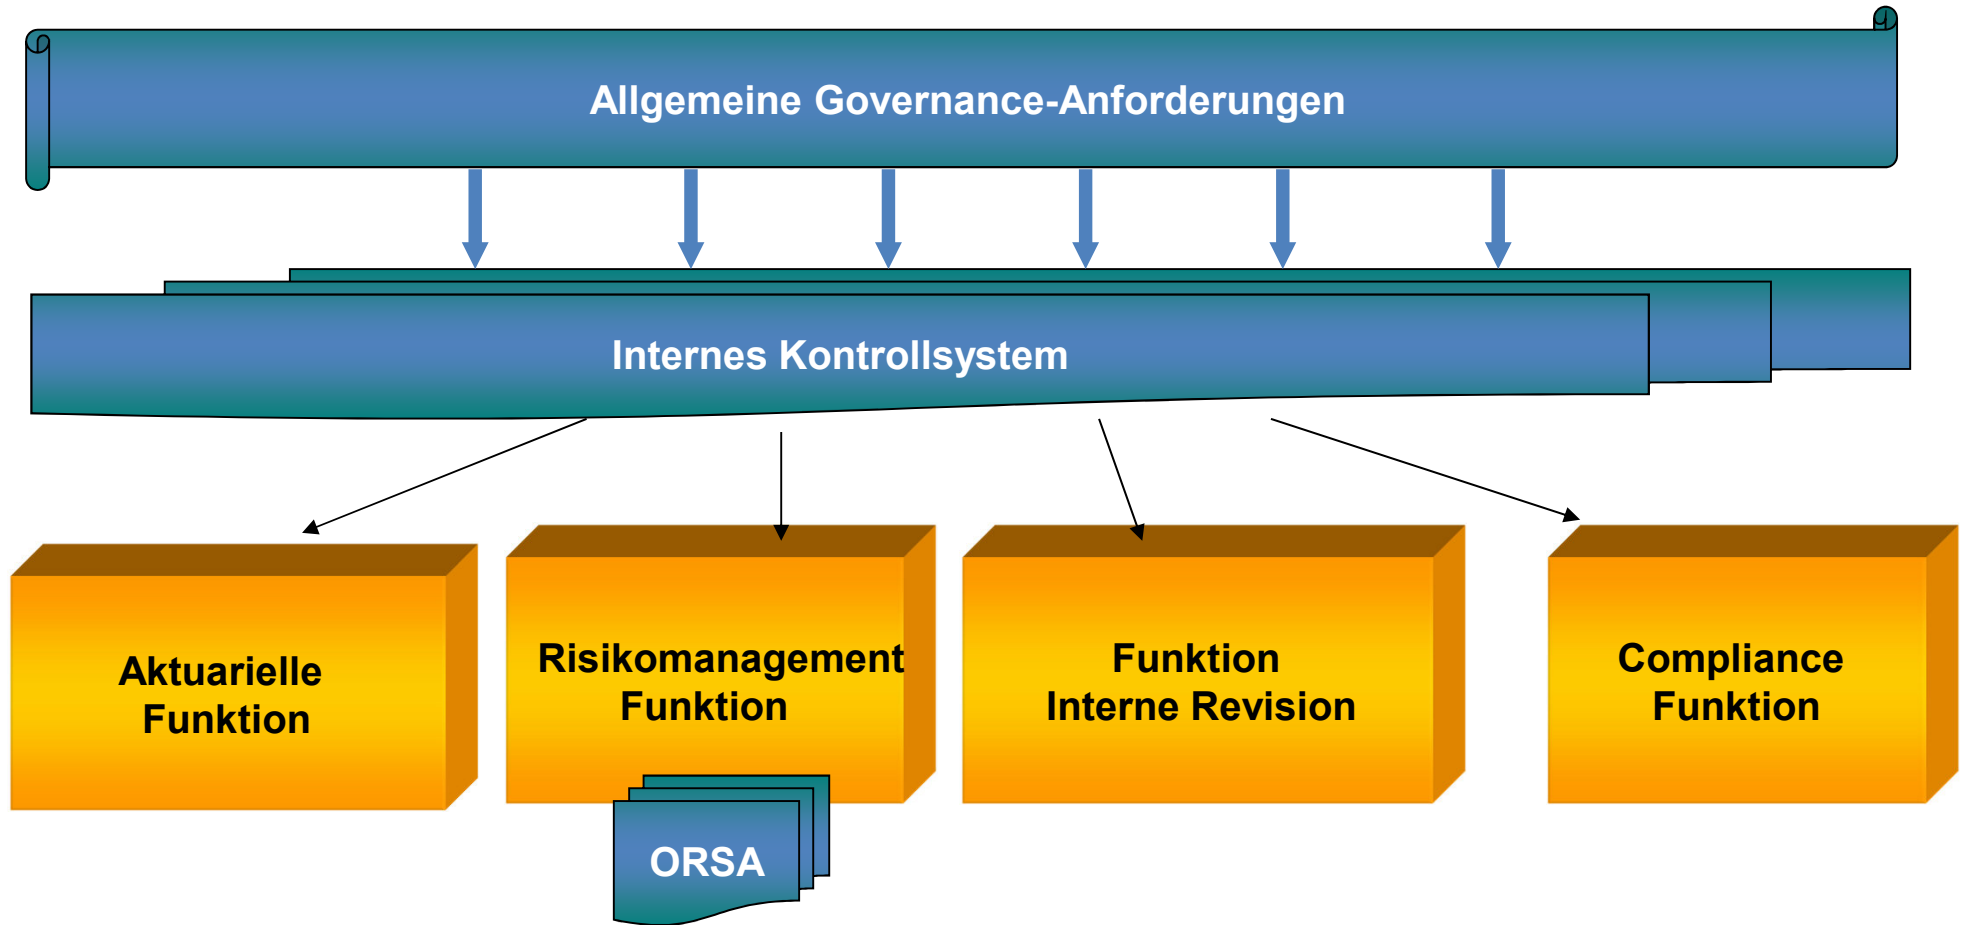 Allgemeine Governance-Anforderungen
Internes Kontrollsystem
Aktuarielle
Funktion
Risikomanagement
Funktion
Funktion
Interne Revision
Compliance
Funktion
ORSA